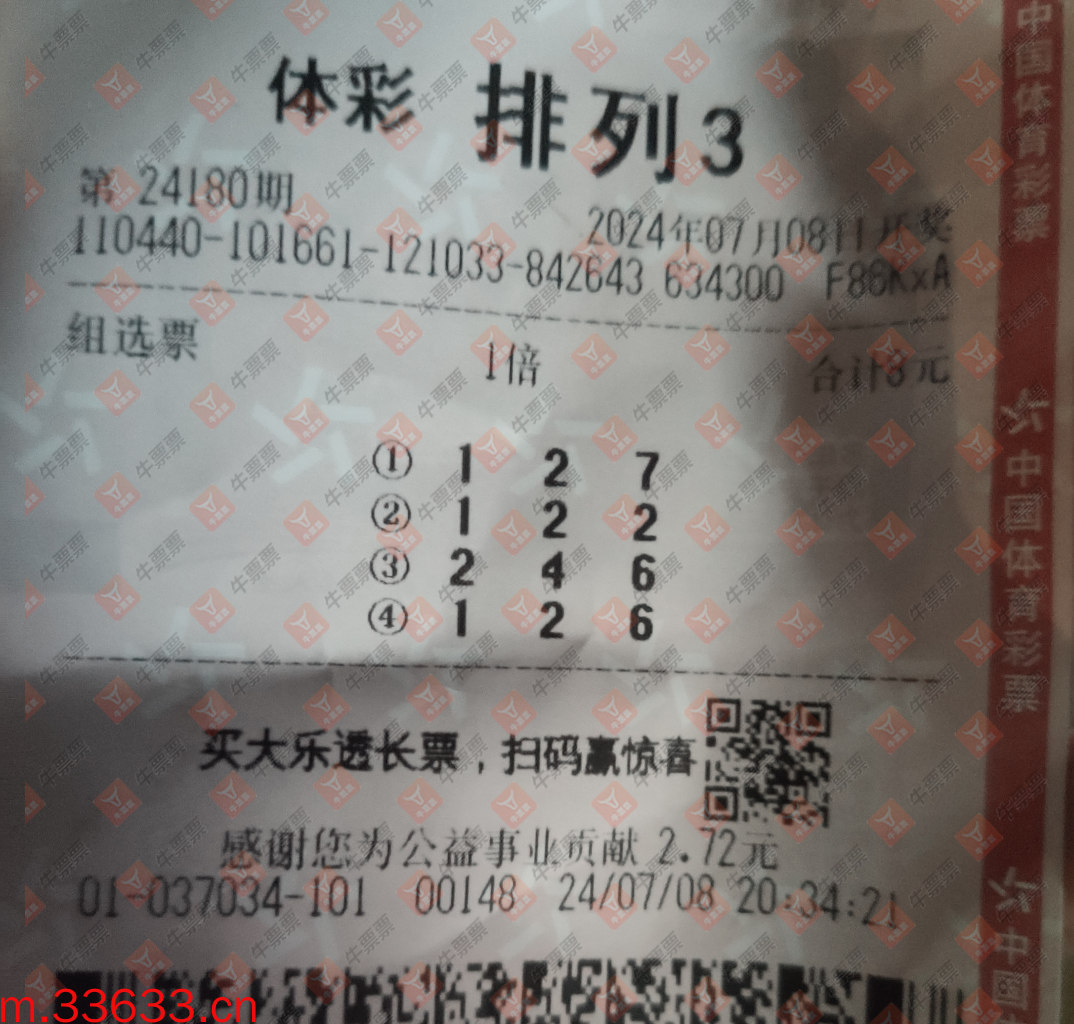 体彩 排列3
第 24180期
2024年07月08日开奖
110440-101661-121033-842643 634300 F86KxA
组选票 1倍 合计8元
① 1 2 7
② 1 2 2
③ 2 4 6
④ 1 2 6
买大乐透长票，扫码赢惊喜
感谢您为公益事业贡献 2.72元
01-037034-101 00148 24/07/08 20:34:21
中国体育彩票
中国体育彩票
中国
牛票票
m.33633.cn